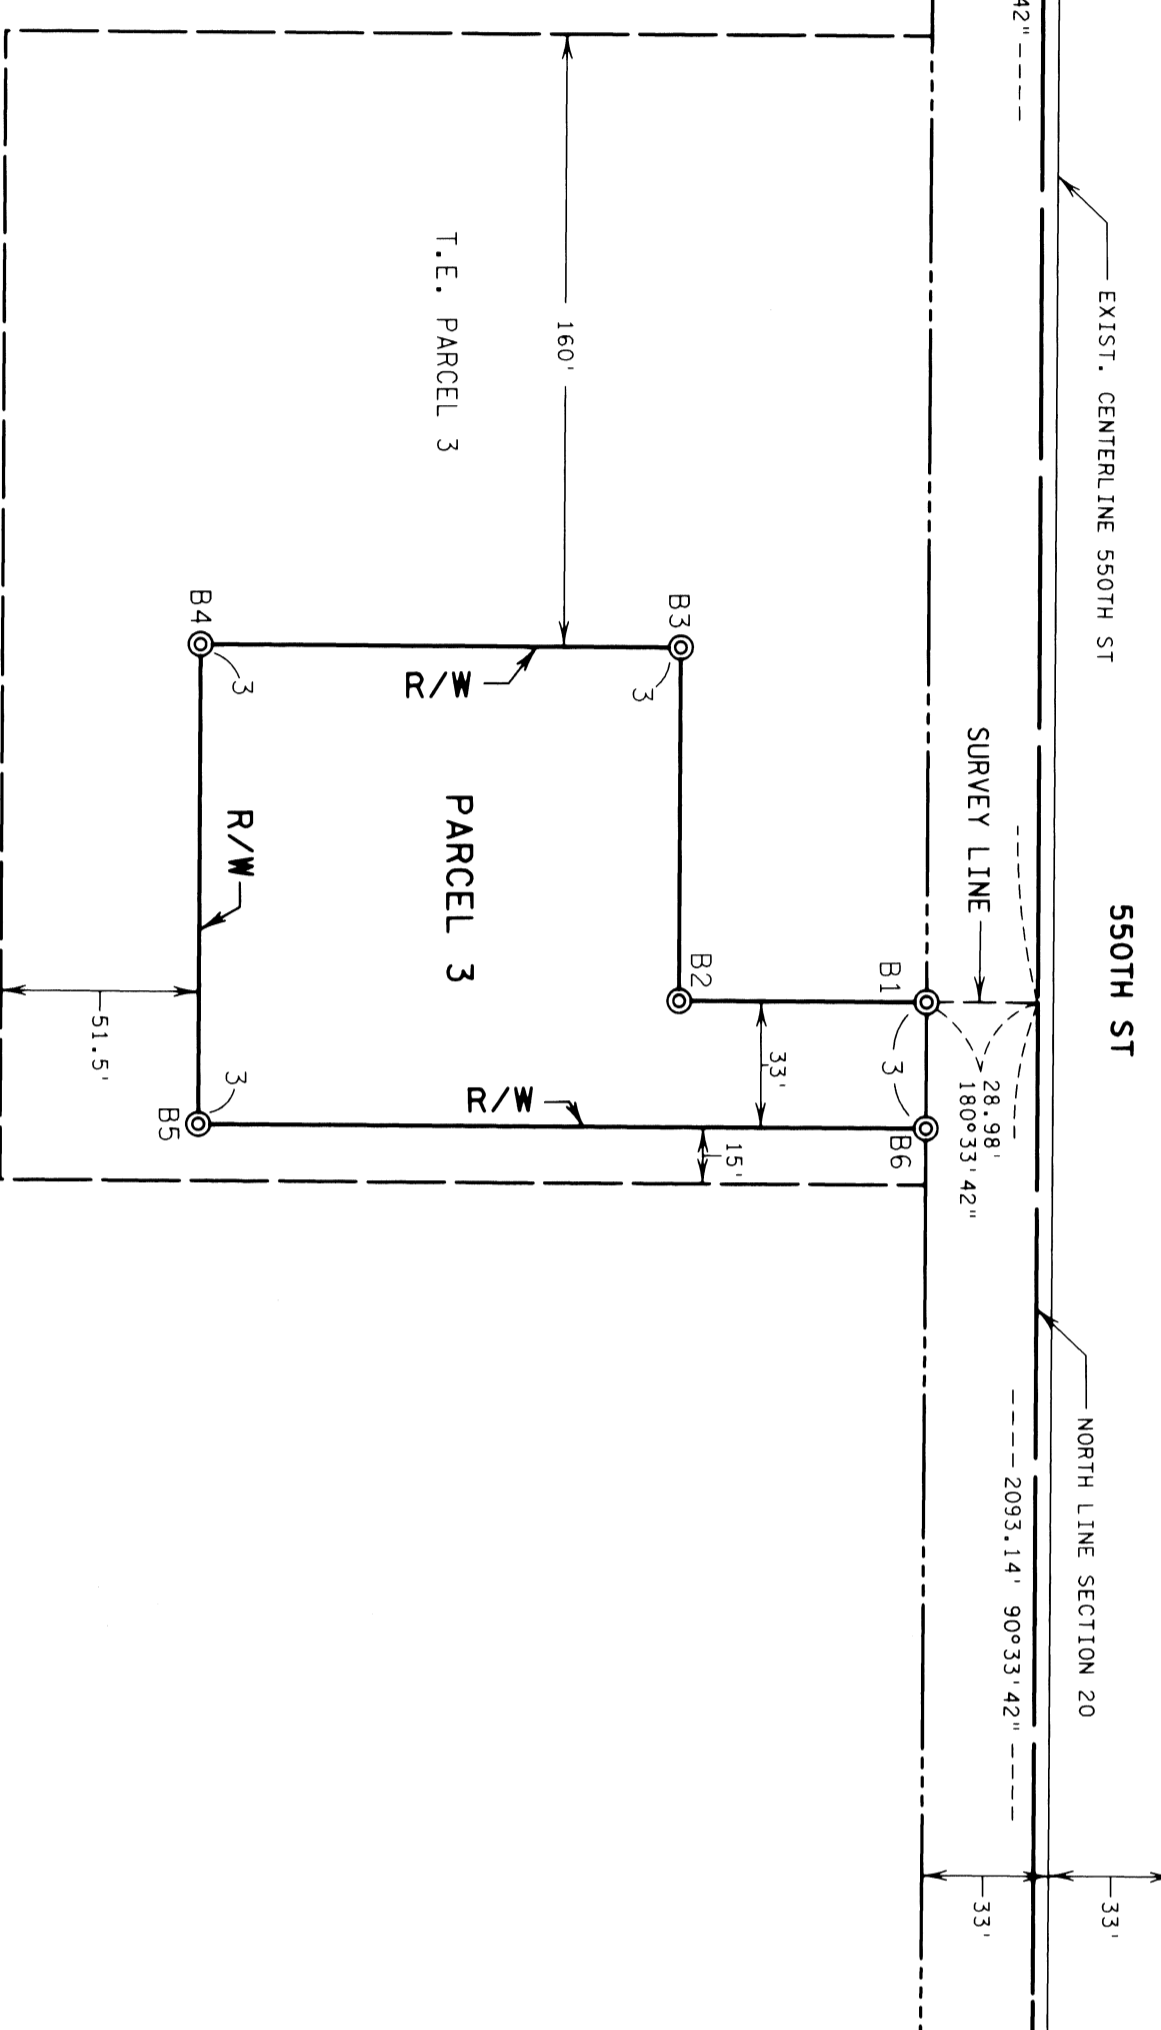 550TH ST
EXIST. CENTERLINE 550TH ST
NORTH LINE SECTION 20
33'
42"
2093.14' 90°33'42"
33'
SURVEY LINE
28.98'
180°33'42"
B1
3
B6
33'
15'
B2
B3
3
160'
R/W
R/W
T.E. PARCEL 3
PARCEL 3
R/W
B4
3
3
B5
51.5'